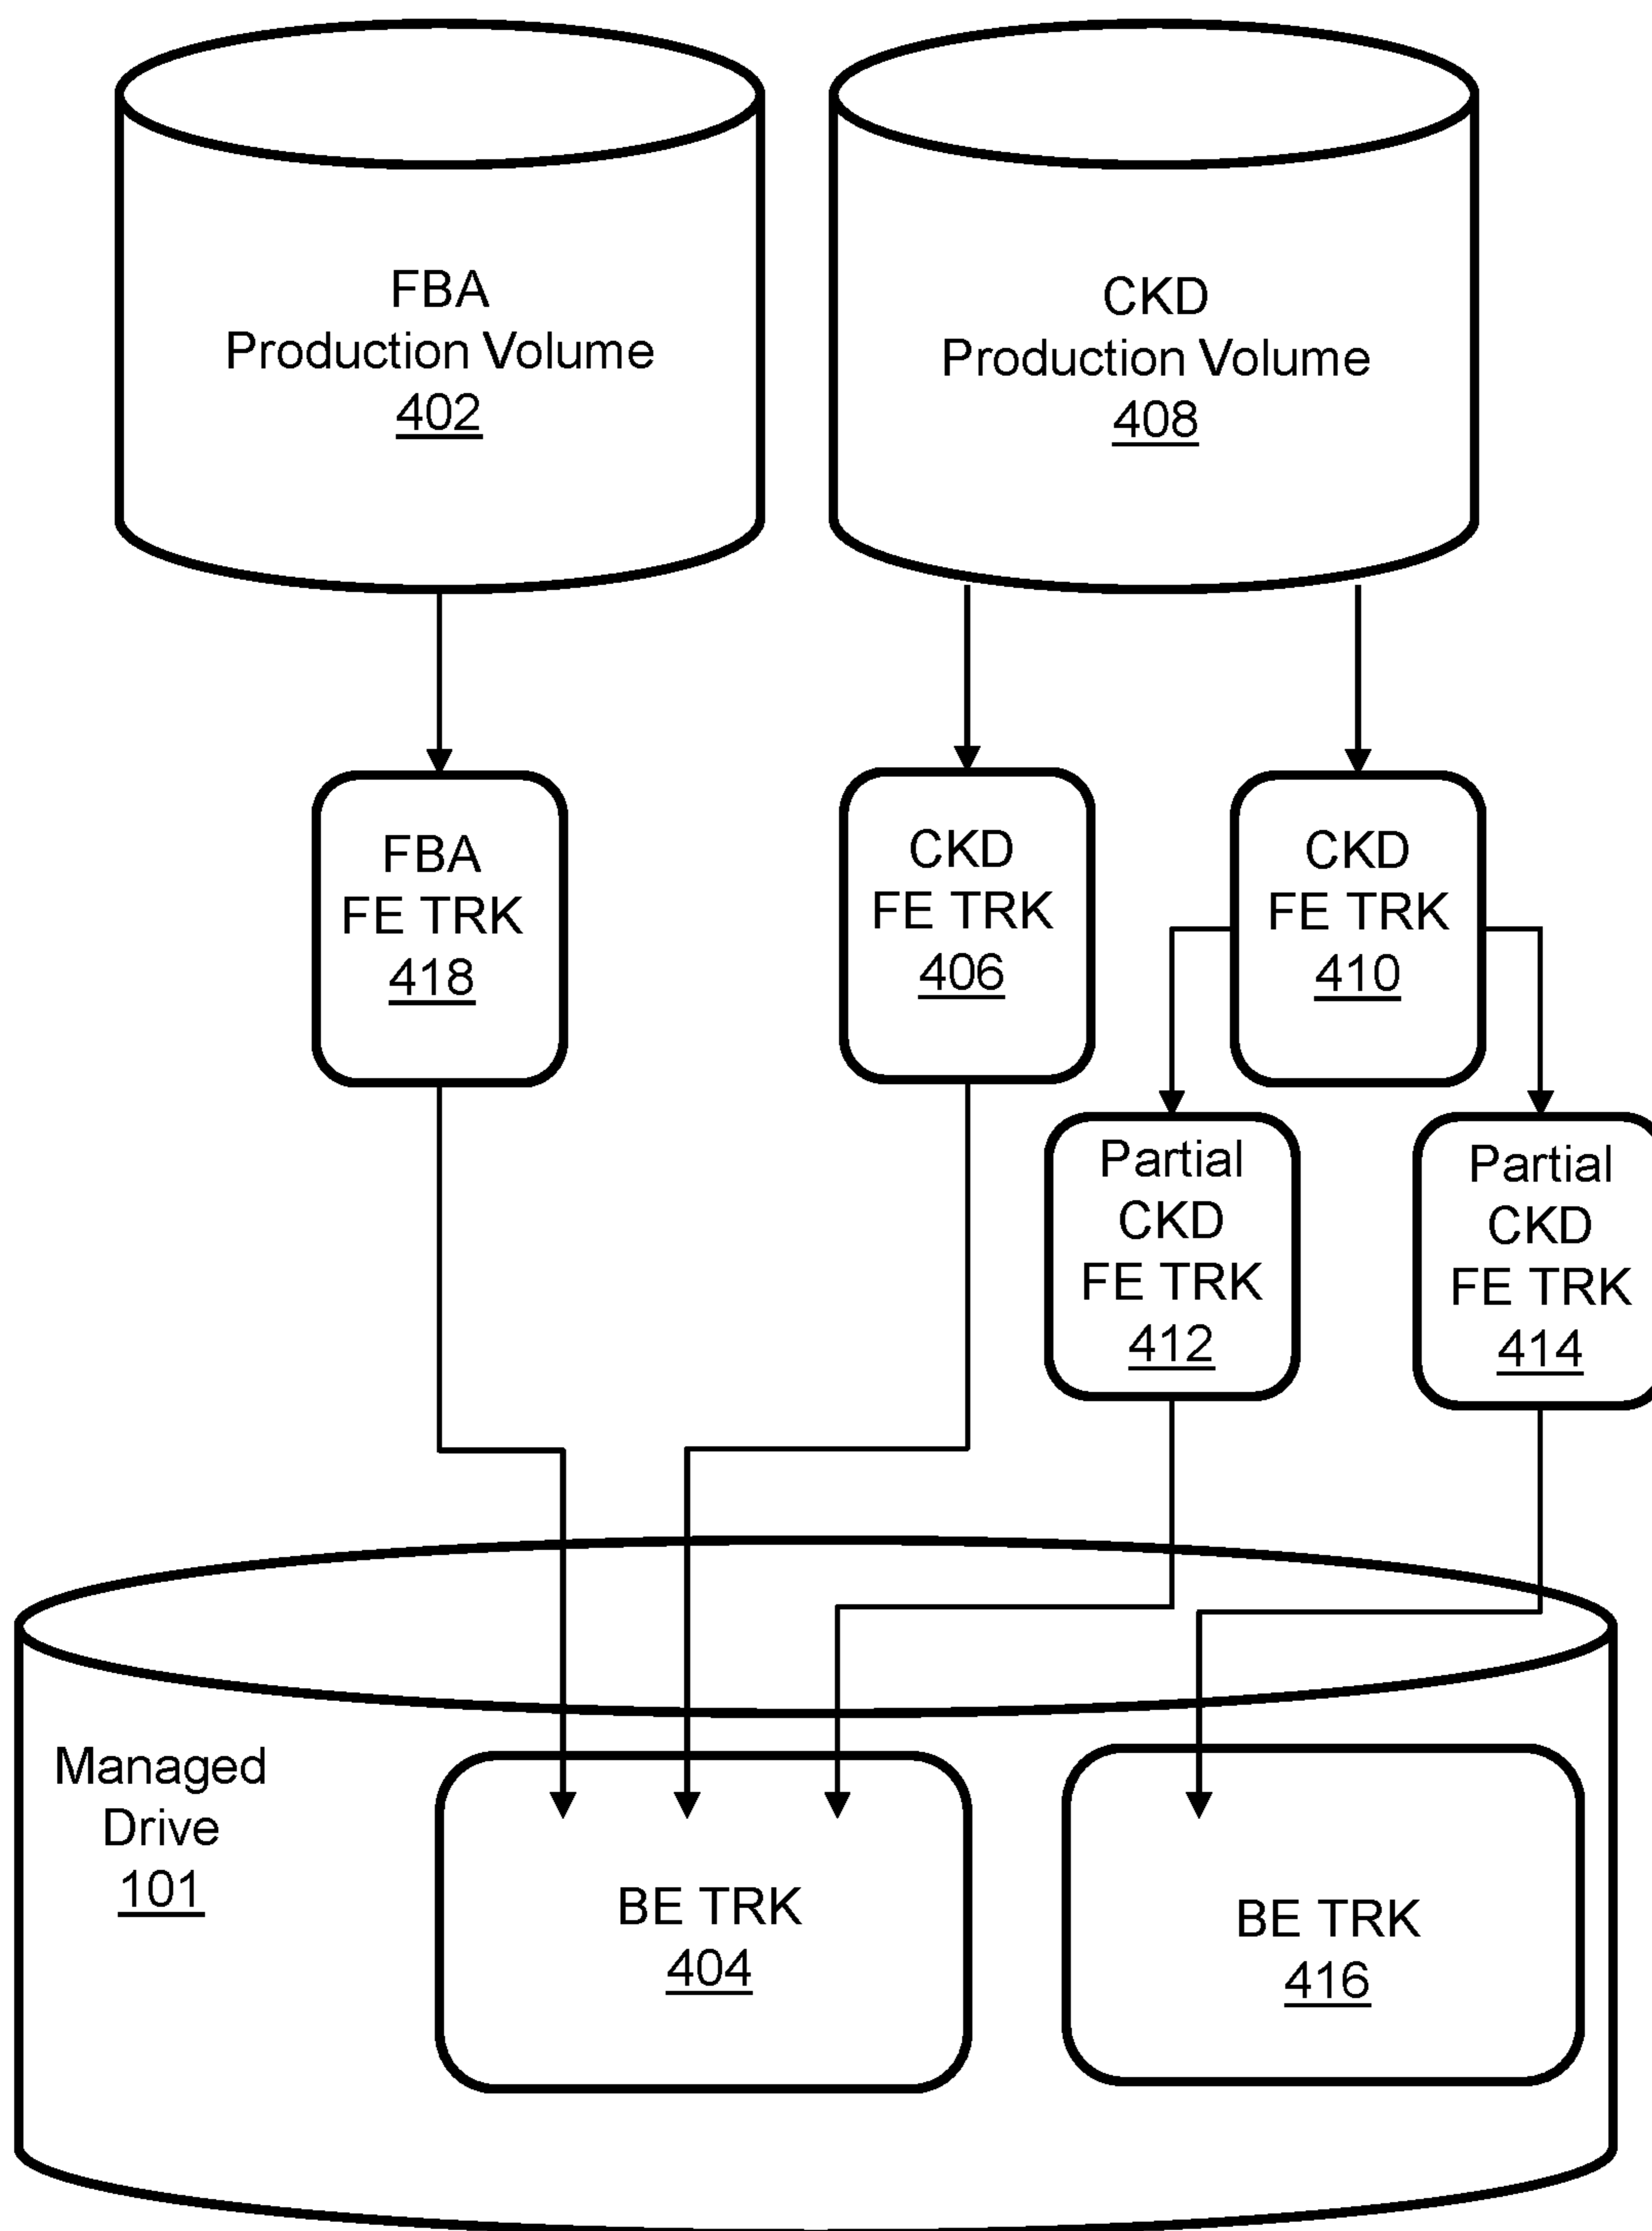 FBA
Production Volume
402
CKD
Production Volume
408
FBA
FE TRK
418
CKD
FE TRK
406
CKD
FE TRK
410
Partial
CKD
FE TRK
412
Partial
CKD
FE TRK
414
Managed
Drive
101
BE TRK
404
BE TRK
416